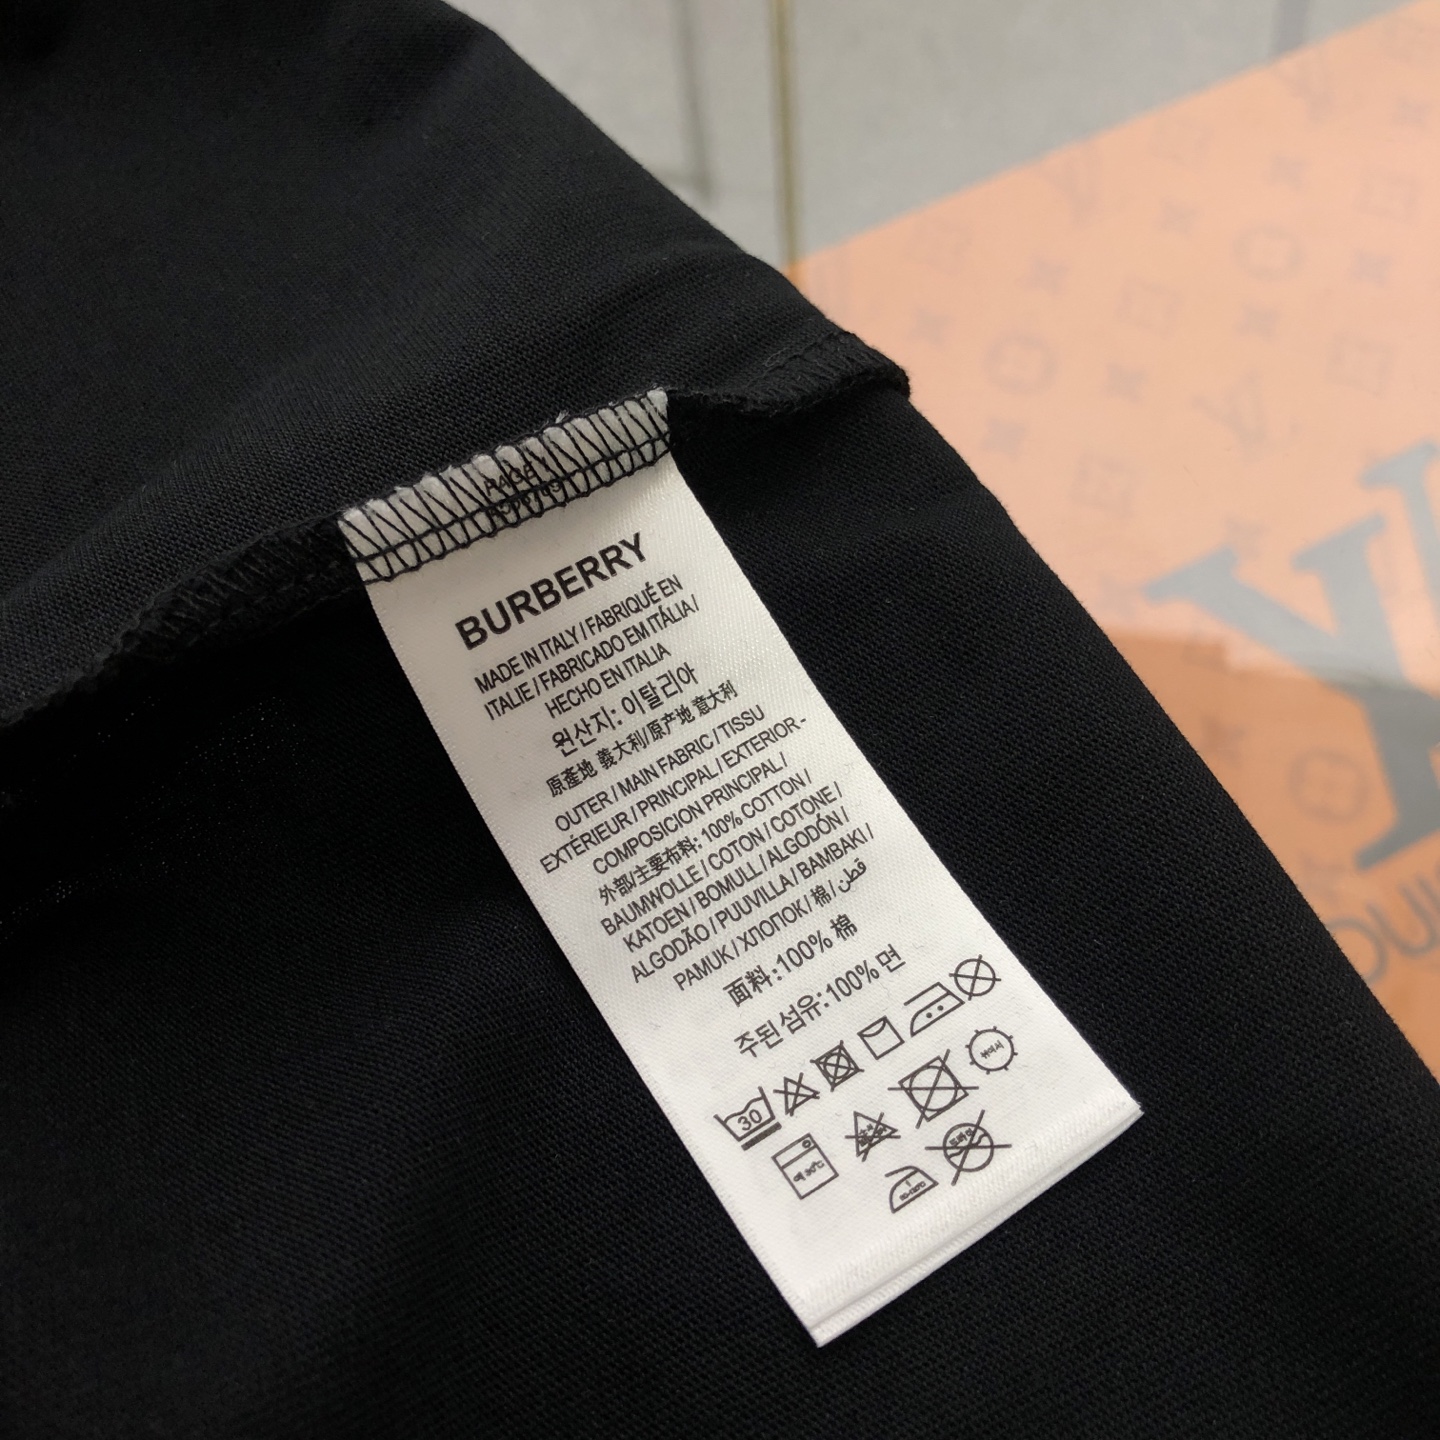 BURBERRY
MADE IN ITALY / FABRIQUÉ EN
ITALIE / FABRICADO EM ITÁLIA /
HECHO EN ITALIA
원산지: 이탈리아
原產地 義大利/原产地 意大利
OUTER / MAIN FABRIC / TISSU
EXTÉRIEUR / PRINCIPAL / EXTERIOR-
COMPOSICION PRINCIPAL /
外部/主要布料: 100% COTTON /
BAUMWOLLE / COTON / COTONE /
KATOEN / BOMULL / ALGODÓN /
ALGODÃO / PUUVILLA / BAMBAKI /
PAMUK / ХЛОПОК / 棉 / قطن
面料:100% 棉
주된 섬유:100% 면
30